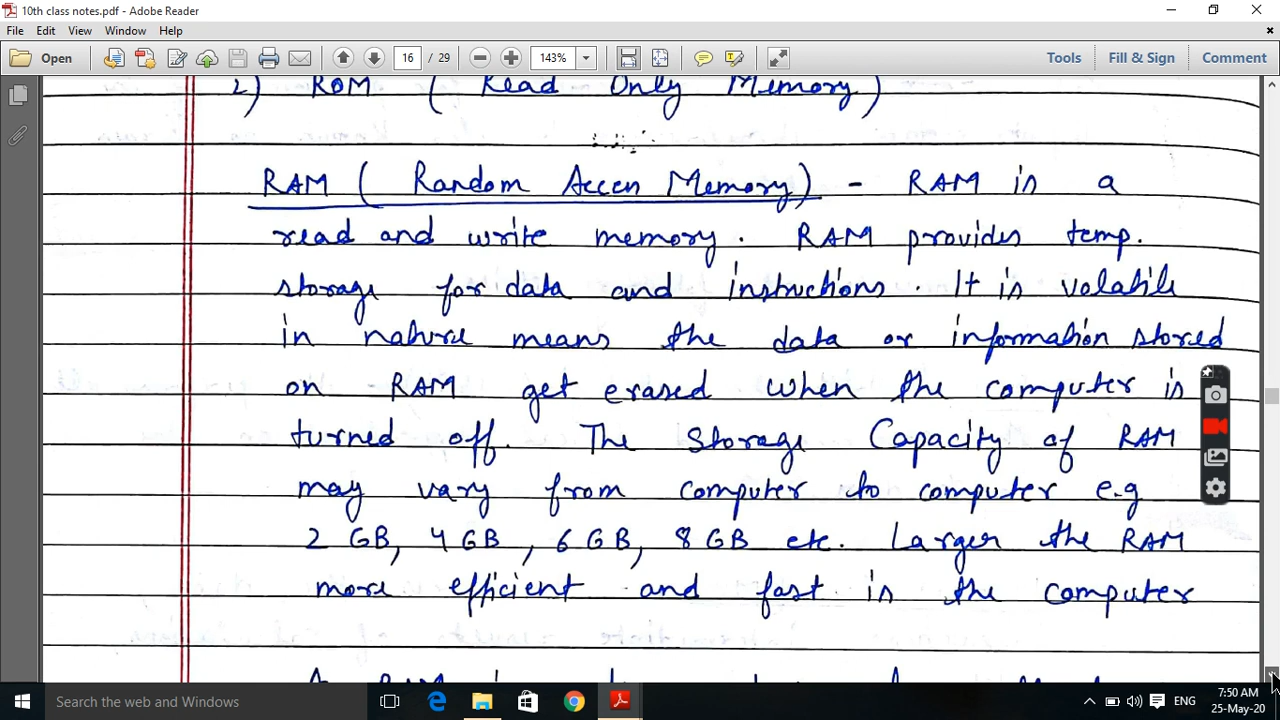 10th class notes.pdf - Adobe Reader
File Edit View Window Help
Open 16 / 29 143% Tools Fill & Sign Comment
2) ROM ( Read Only Memory )
RAM ( Random Access Memory) - RAM is a
read and write memory. RAM provides temp.
storage for data and instructions. It is volatile
in nature means the data or information stored
on RAM get erased when the computer is
turned off. The Storage Capacity of RAM
may vary from computer to computer e.g
2 GB, 4 GB, 6 GB, 8 GB etc. Larger the RAM
more efficient and fast is the computer
Search the web and Windows
ENG
7:50 AM
25-May-20